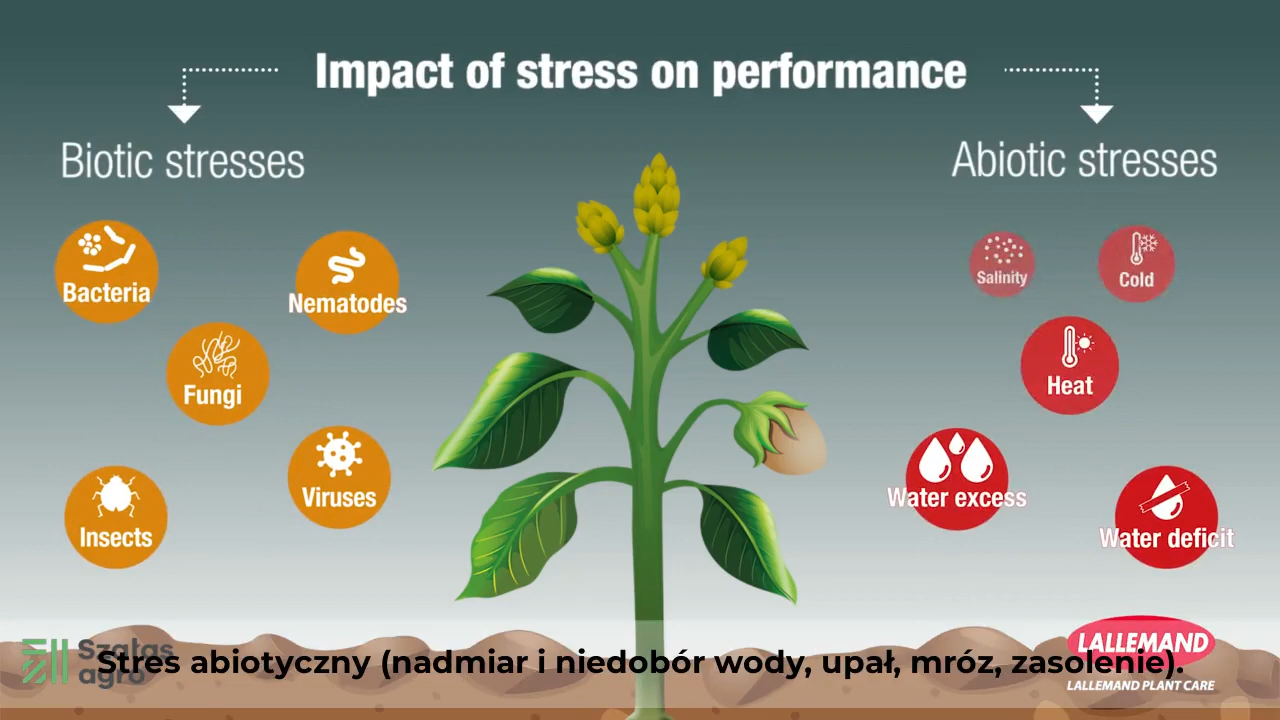 Impact of stress on performance
Biotic stresses
Abiotic stresses
Bacteria
Nematodes
Fungi
Viruses
Insects
Salinity
Cold
Heat
Water excess
Water deficit
Szatas
agro
Stres abiotyczny (nadmiar i niedobór wody, upał, mróz, zasolenie).
LALLEMAND
LALLEMAND PLANT CARE